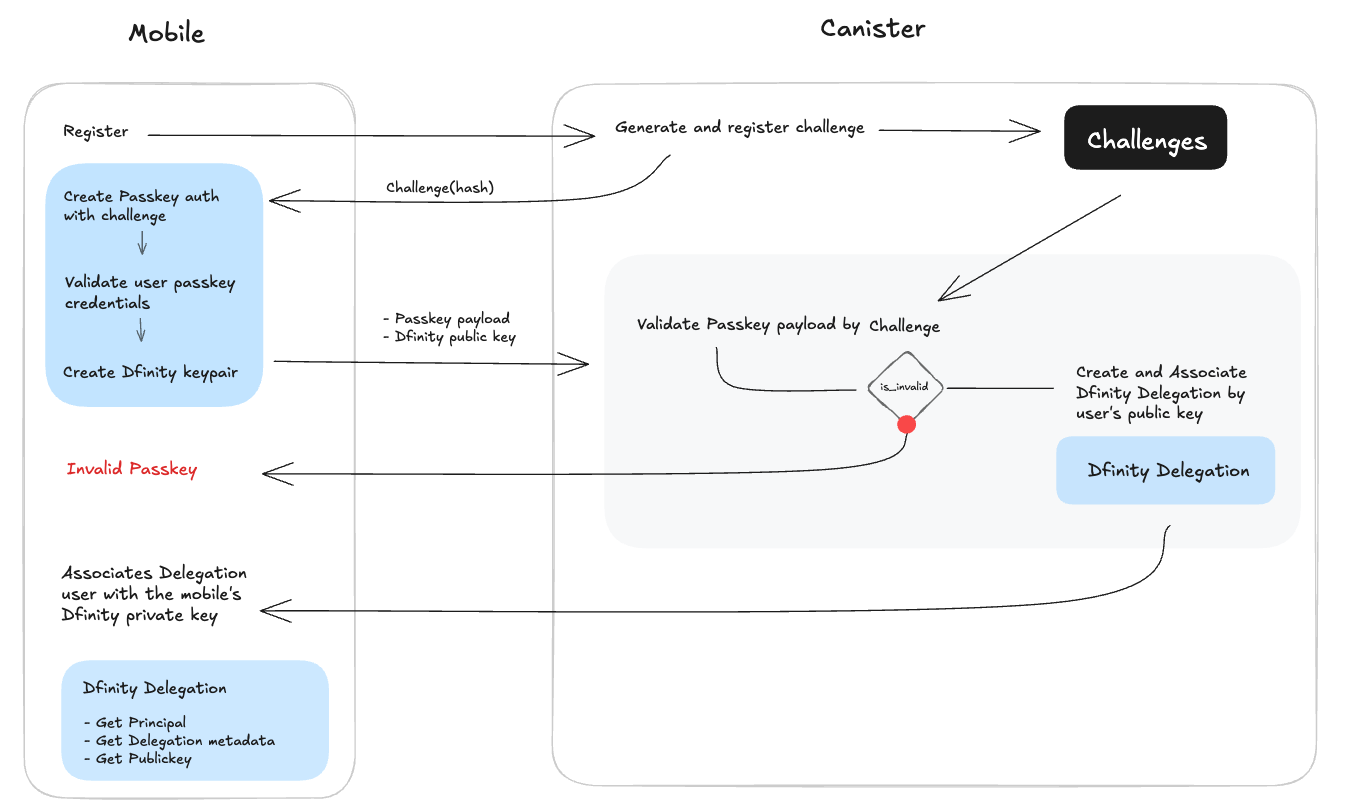 Mobile
Canister
Register
Generate and register challenge
Challenges
Challenge(hash)
Create Passkey auth
with challenge
Validate user passkey
credentials
Create Dfinity keypair
- Passkey payload
- Dfinity public key
Validate Passkey payload by Challenge
is_invalid
Create and Associate
Dfinity Delegation by
user's public key
Dfinity Delegation
Invalid Passkey
Associates Delegation
user with the mobile's
Dfinity private key
Dfinity Delegation
- Get Principal
- Get Delegation metadata
- Get Publickey